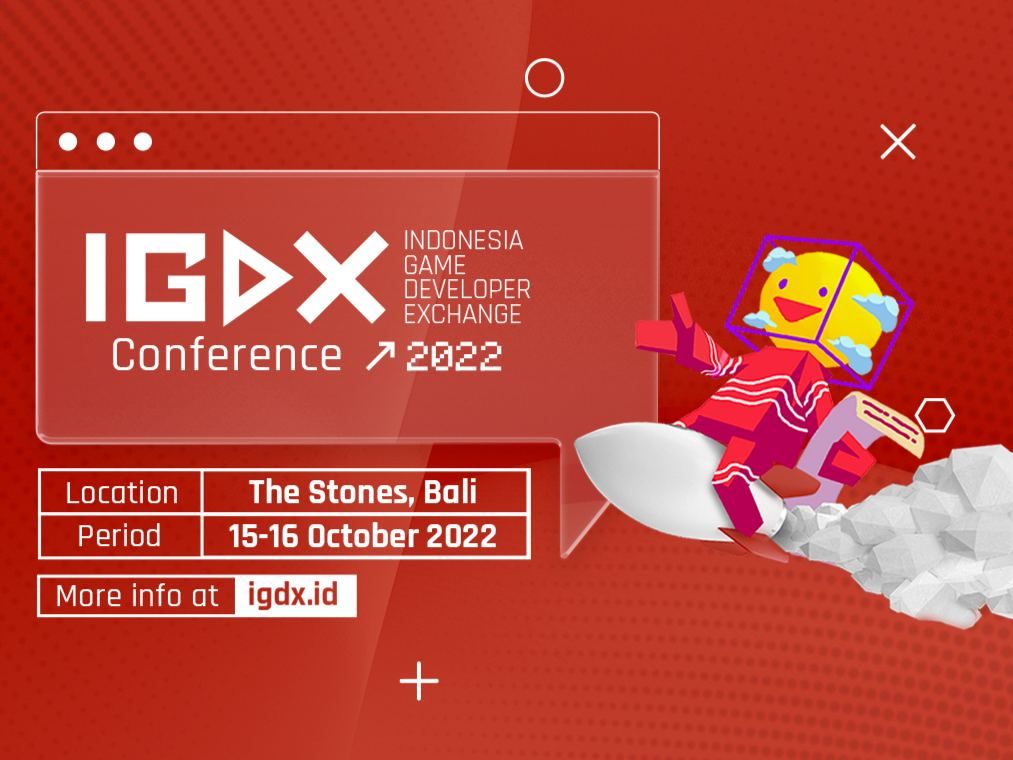 IGDX
INDONESIA
GAME
DEVELOPER
EXCHANGE
Conference ↗ 2022
Location The Stones, Bali
Period 15-16 October 2022
More info at igdx.id